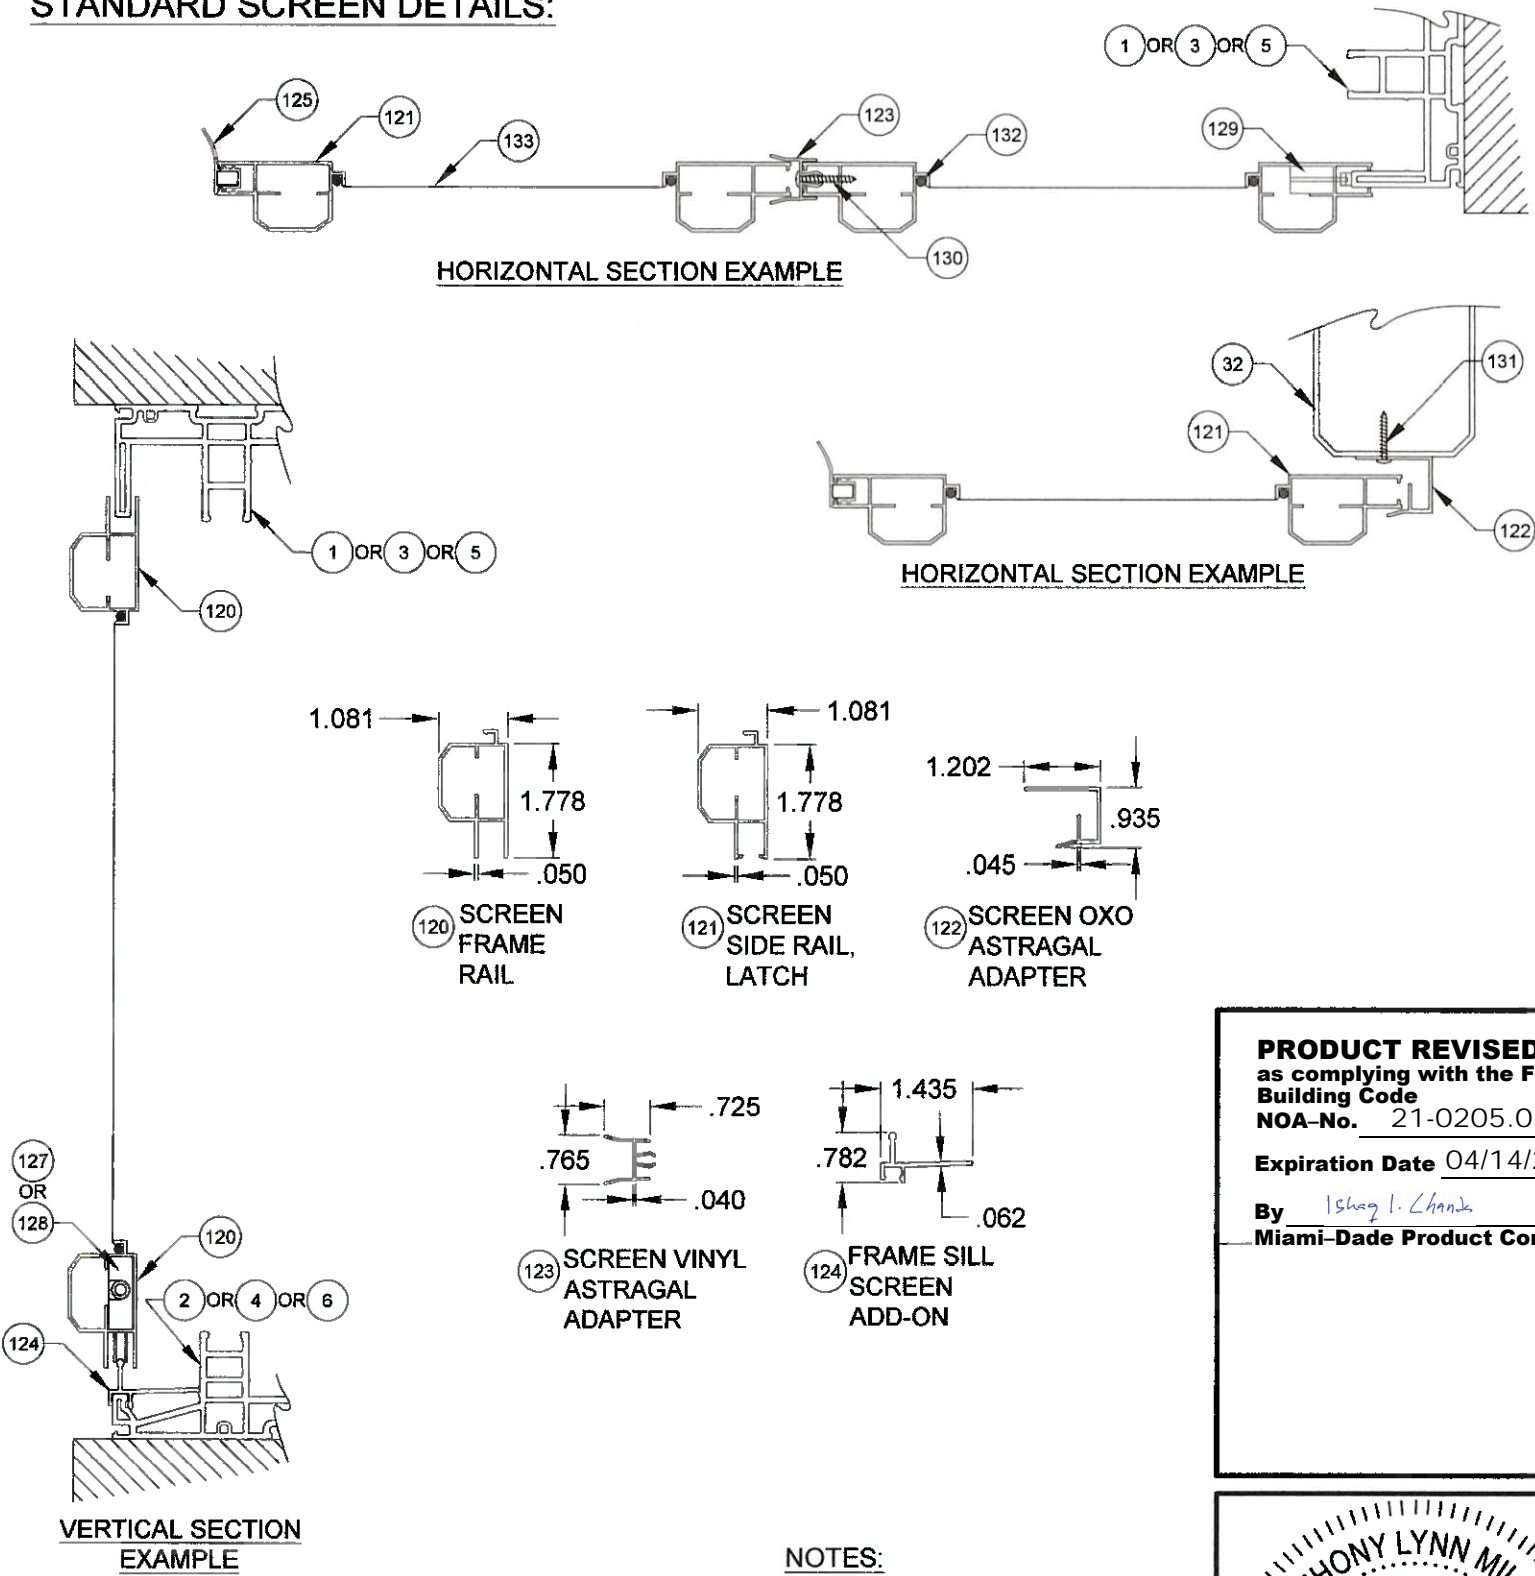 STANDARD SCREEN DETAILS:
1 OR 3 OR 5
125
121
133
123
132
129
130
HORIZONTAL SECTION EXAMPLE
32
131
121
122
HORIZONTAL SECTION EXAMPLE
1 OR 3 OR 5
120
1.081
1.778
.050
120 SCREEN
FRAME
RAIL
1.081
1.778
.050
121 SCREEN
SIDE RAIL,
LATCH
1.202
.935
.045
122 SCREEN OXO
ASTRAGAL
ADAPTER
.725
.765
.040
123 SCREEN VINYL
ASTRAGAL
ADAPTER
1.435
.782
.062
124 FRAME SILL
SCREEN
ADD-ON
127
OR
128
120
2 OR 4 OR 6
124
VERTICAL SECTION
EXAMPLE
NOTES:
PRODUCT REVISED
as complying with the F
Building Code
NOA–No. 21-0205.0
Expiration Date 04/14/
By Ishaq I. Chanda
Miami–Dade Product Con
HONY LYNN